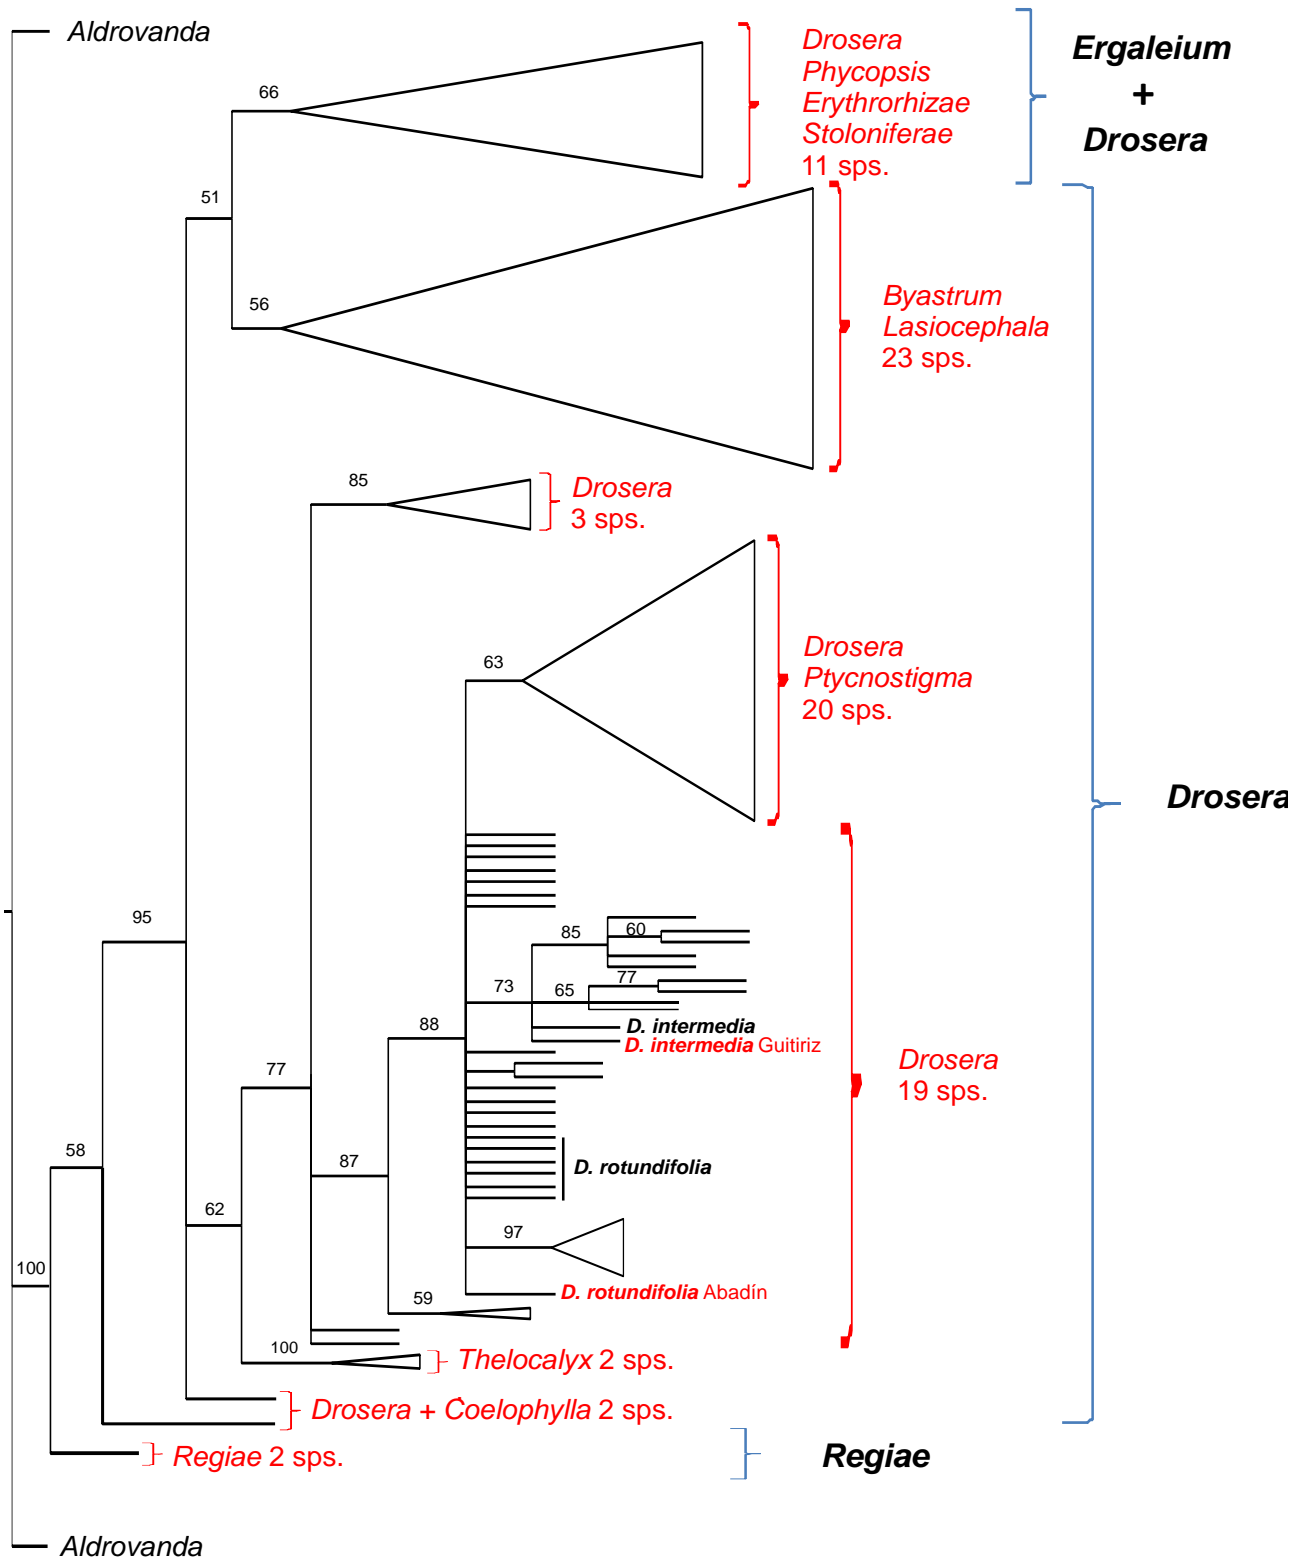 Aldrovanda
66
Drosera
Phycopsis
Erythrorhizae
Stoloniferae
11 sps.
Ergaleium
+
Drosera
51
56
Byastrum
Lasiocephala
23 sps.
85
Drosera
3 sps.
63
Drosera
Ptycnostigma
20 sps.
Drosera
95
85
60
73
65
77
D. intermedia
D. intermedia Guitiriz
88
77
Drosera
19 sps.
58
87
D. rotundifolia
62
97
100
D. rotundifolia Abadín
59
100
Thelocalyx 2 sps.
Drosera + Coelophylla 2 sps.
Regiae 2 sps.
Regiae
Aldrovanda